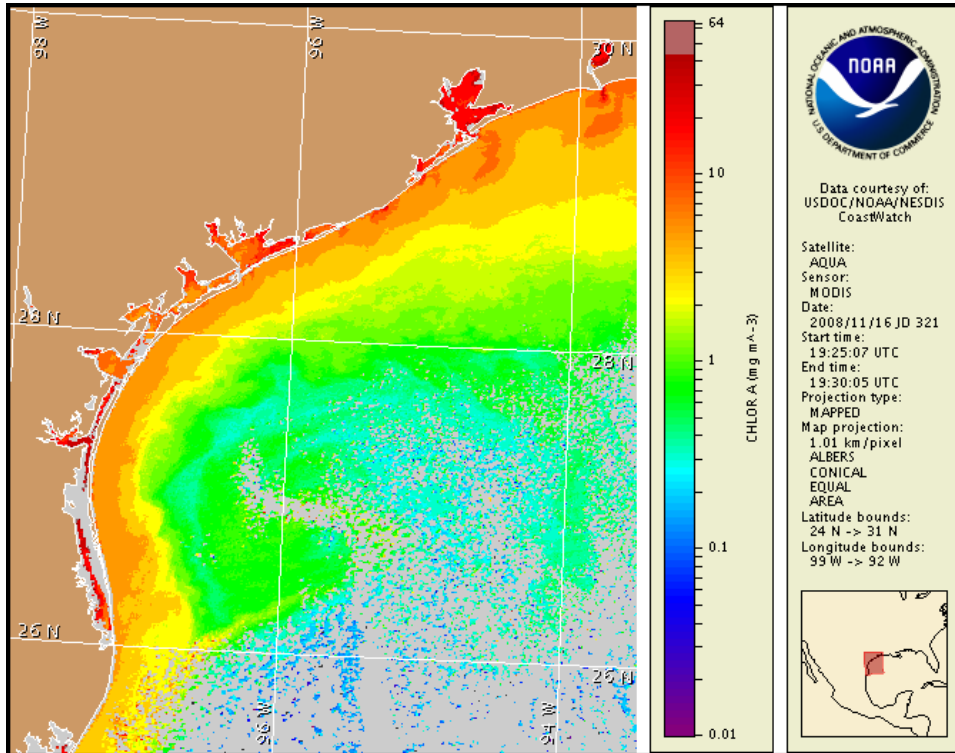 98 W
96 W
30 N
28 N
28 N
26 N
26 N
96 W
94 W
64
10
1
0.1
0.01
CHLOR A (mg m^-3)
NATIONAL OCEANIC AND ATMOSPHERIC ADMINISTRATION
NOAA
U.S. DEPARTMENT OF COMMERCE
Data courtesy of:
USDOC/NOAA/NESDIS
CoastWatch
Satellite:
AQUA
Sensor:
MODIS
Date:
2008/11/16 JD 321
Start time:
19:25:07 UTC
End time:
19:30:05 UTC
Projection type:
MAPPED
Map projection:
1.01 km/pixel
ALBERS
CONICAL
EQUAL
AREA
Latitude bounds:
24 N -> 31 N
Longitude bounds:
99 W -> 92 W